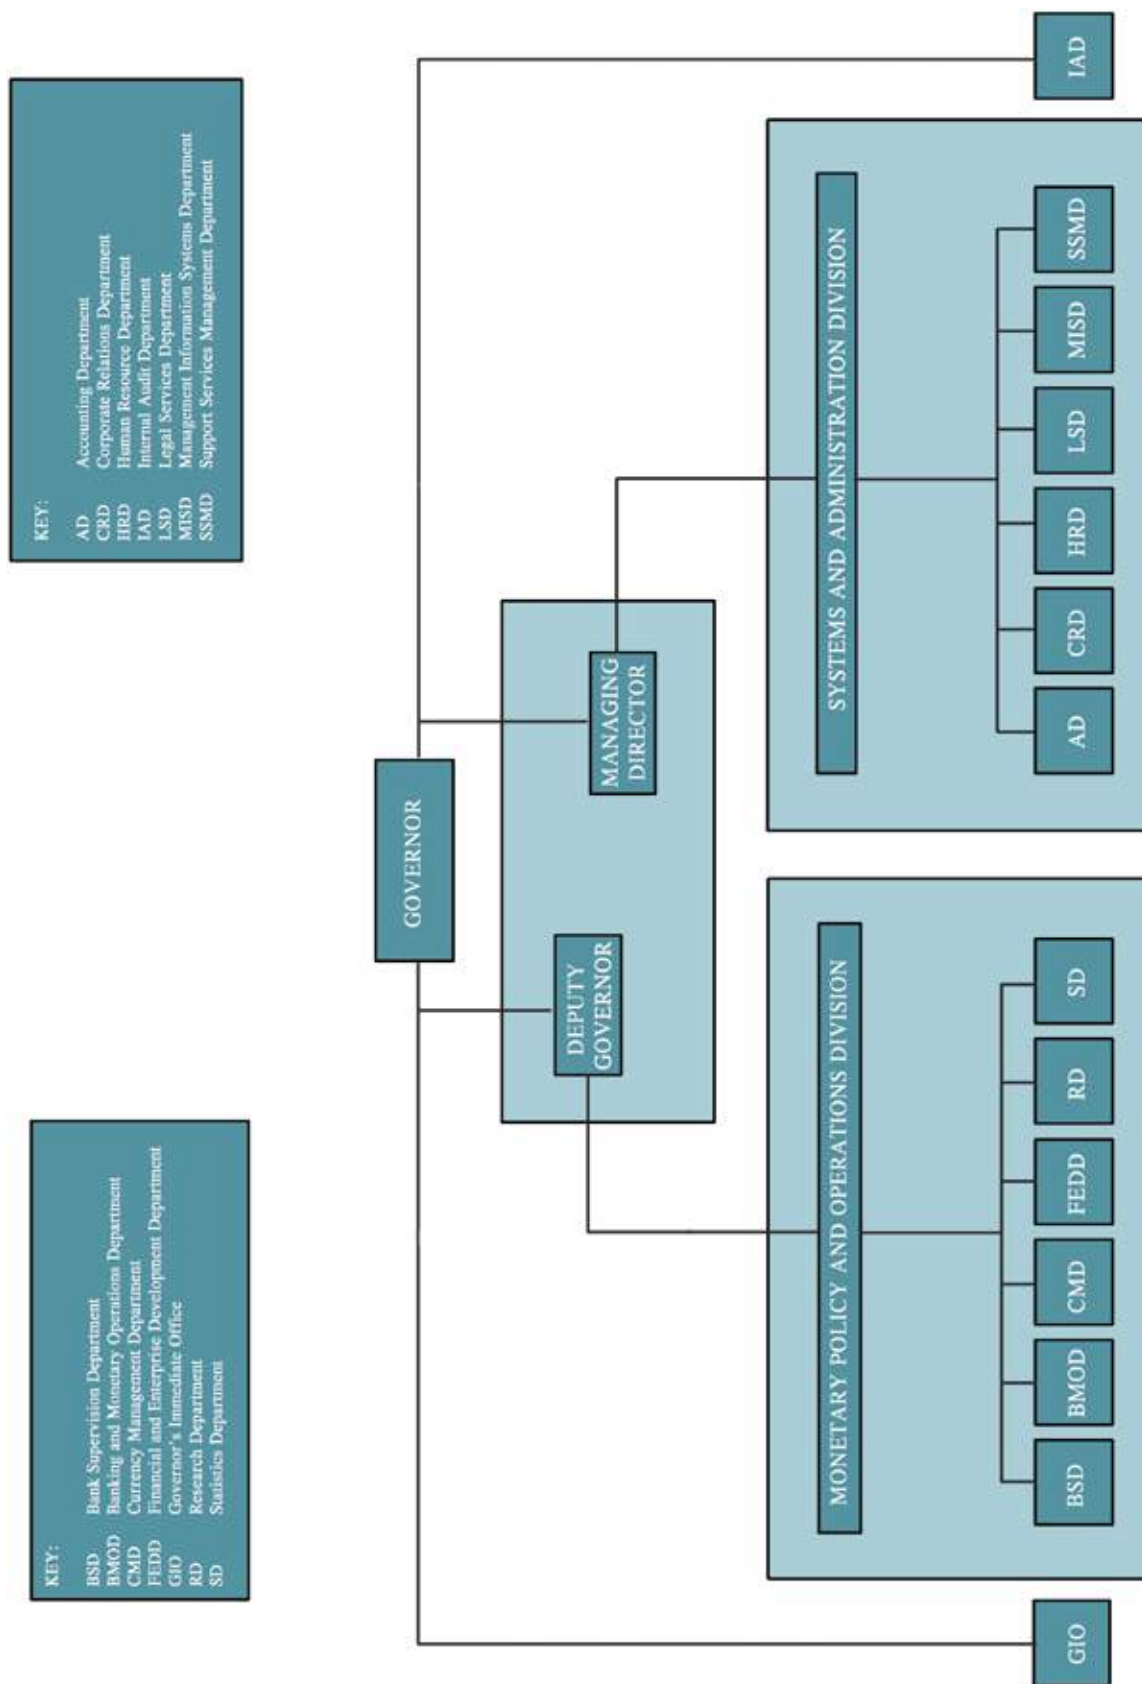 KEY:
BSD Bank Supervision Department
BMOD Banking and Monetary Operations Department
CMD Currency Management Department
FEDD Financial and Enterprise Development Department
GIO Governor's Immediate Office
RD Research Department
SD Statistics Department
KEY:
AD Accounting Department
CRD Corporate Relations Department
HRD Human Resource Department
IAD Internal Audit Department
LSD Legal Services Department
MISD Management Information Systems Department
SSMD Support Services Management Department
GOVERNOR
DEPUTY
GOVERNOR
MANAGING
DIRECTOR
MONETARY POLICY AND OPERATIONS DIVISION
SYSTEMS AND ADMINISTRATION DIVISION
GIO
BSD
BMOD
CMD
FEDD
RD
SD
AD
CRD
HRD
LSD
MISD
SSMD
IAD